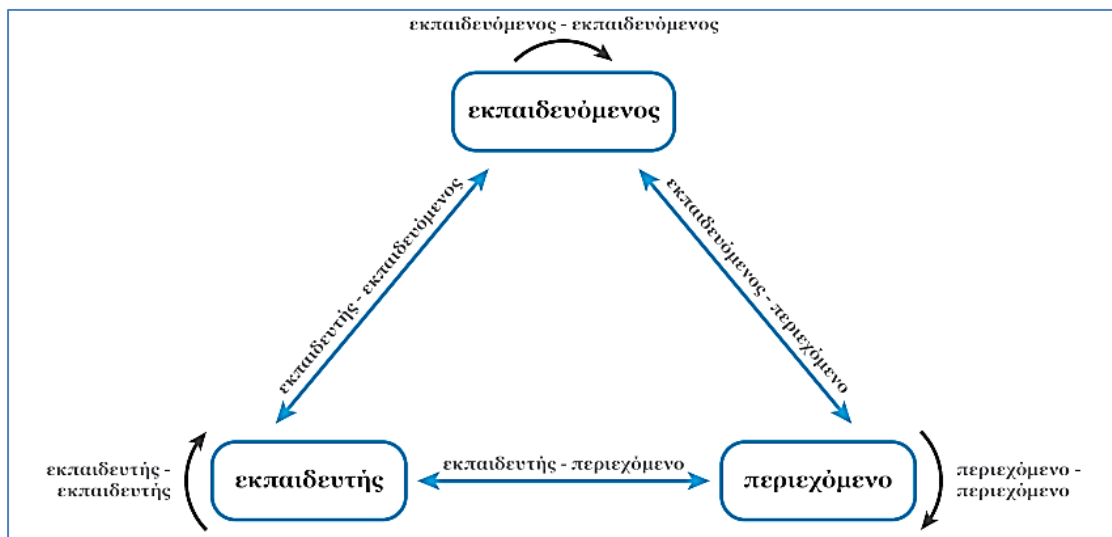 εκπαιδευόμενος - εκπαιδευόμενος
εκπαιδευόμενος
εκπαιδευτής - εκπαιδευόμενος
εκπαιδευόμενος - περιεχόμενο
εκπαιδευτής -
εκπαιδευτής
εκπαιδευτής
εκπαιδευτής - περιεχόμενο
περιεχόμενο
περιεχόμενο -
περιεχόμενο